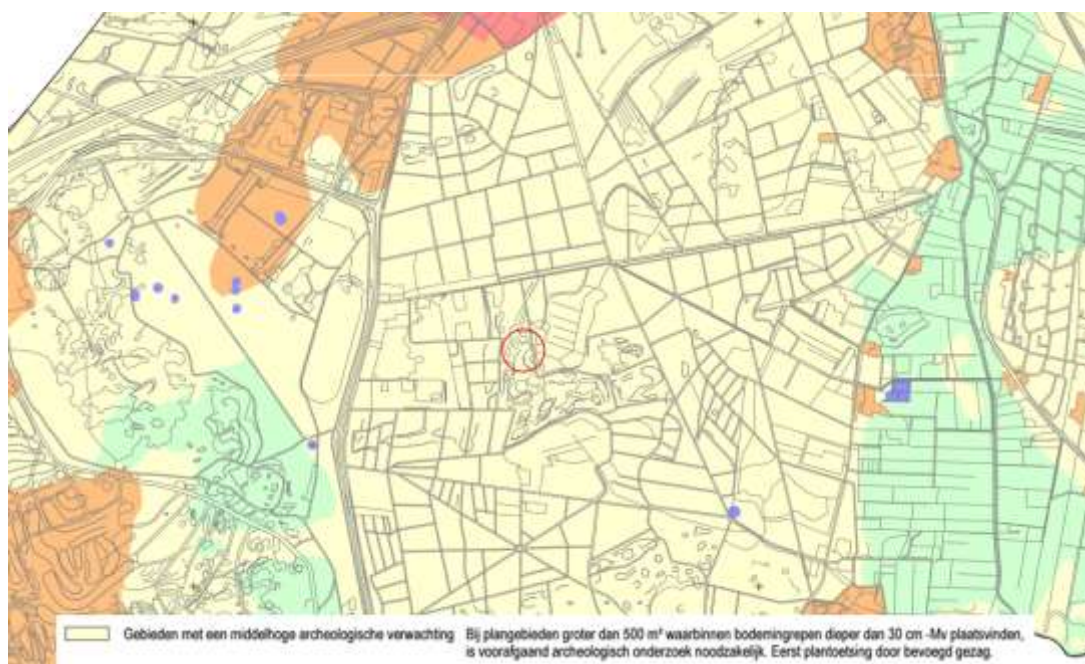 Gebieden met een middelhoge archeologische verwachting Bij plangebieden groter dan 500 m² waarbinnen bodemingrepen dieper dan 30 cm -Mv plaatsvinden,
is voorafgaand archeologisch onderzoek noodzakelijk. Eerst plantoetsing door bevoegd gezag.